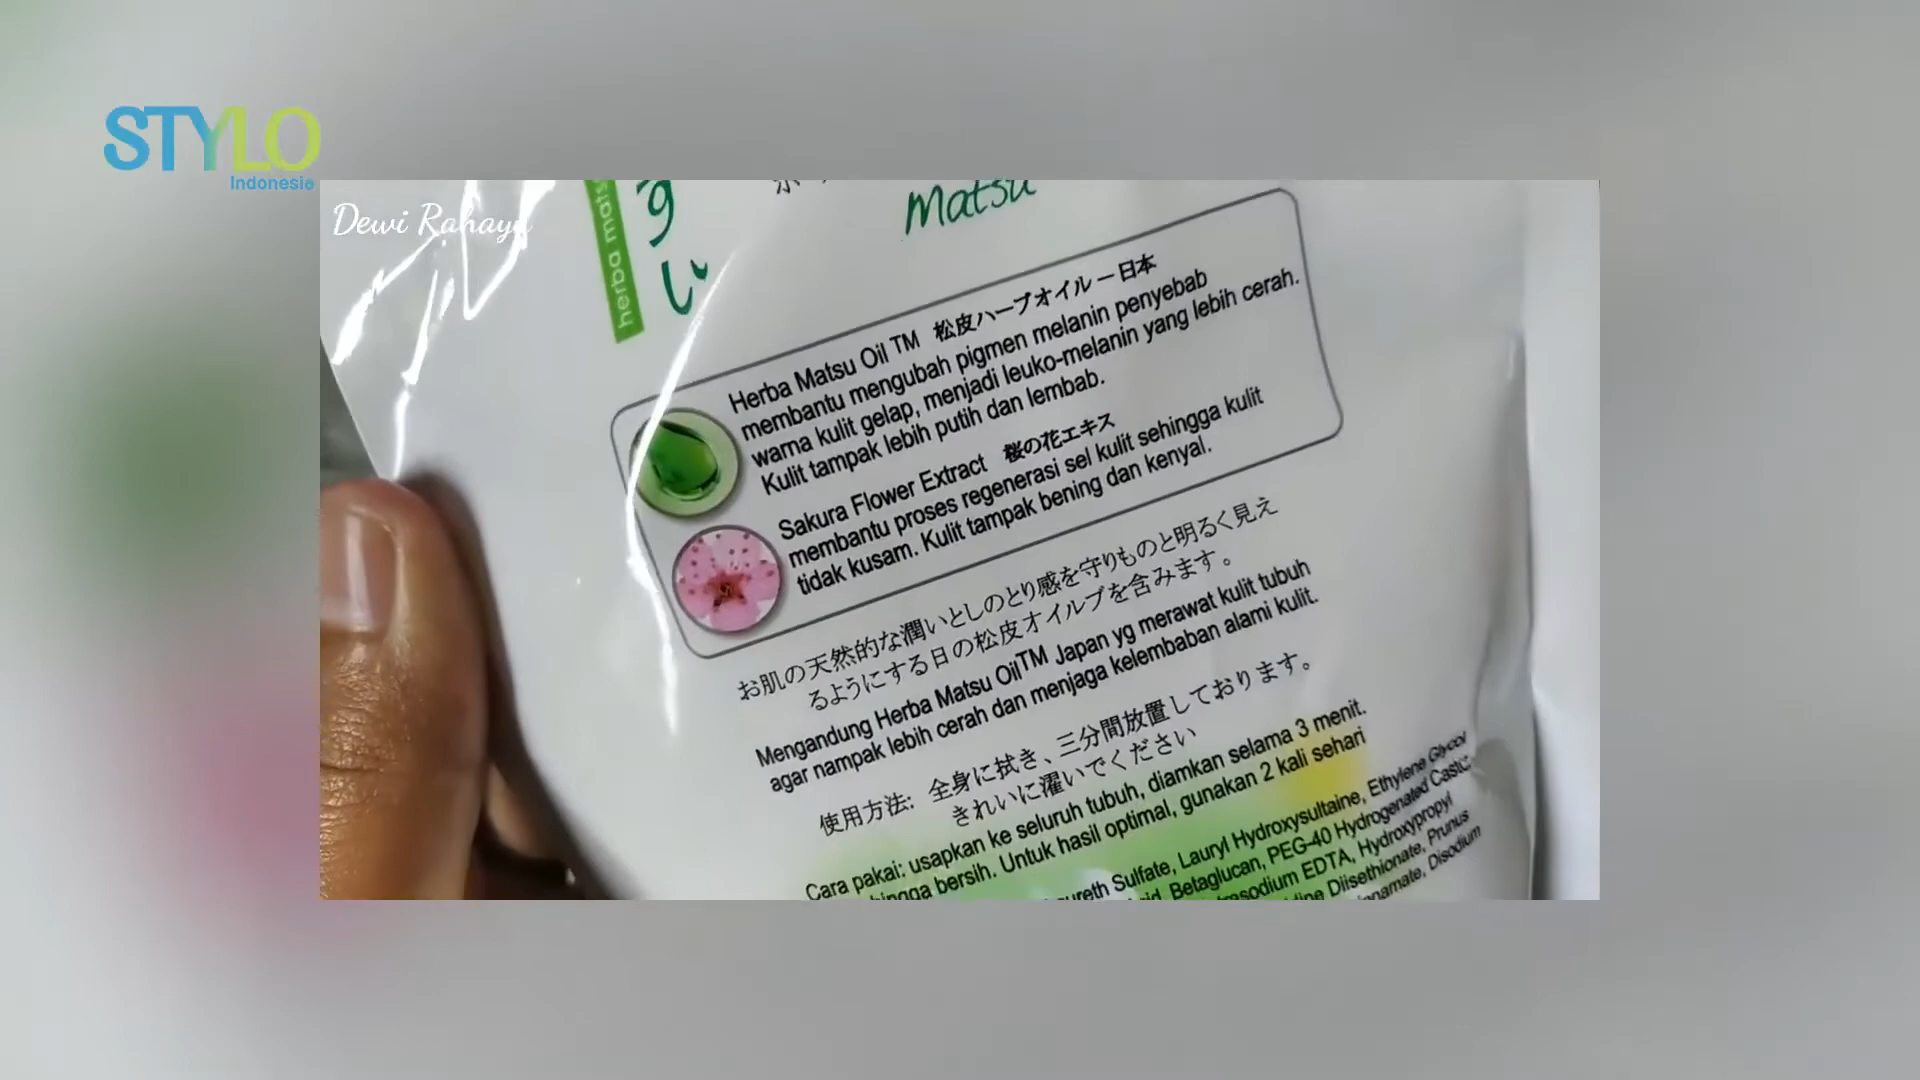 STYLO
Indonesia
Dewi Rahayu
herba mats
すい
Matsu
Herba Matsu Oil TM 松皮ハーブオイル – 日本
membantu mengubah pigmen melanin penyebab
warna kulit gelap, menjadi leuko-melanin yang lebih cerah.
Kulit tampak lebih putih dan lembab.
Sakura Flower Extract 桜の花エキス
membantu proses regenerasi sel kulit sehingga kulit
tidak kusam. Kulit tampak bening dan kenyal.
お肌の天然的な潤いとしのとり感を守りものと明るく見え
るようにする日の松皮オイルブを含みます。
Mengandung Herba Matsu OilTM Japan yg merawat kulit tubuh
agar nampak lebih cerah dan menjaga kelembaban alami kulit.
使用方法: 全身に拭き、三分間放置しております。
きれいに濯いでください
Cara pakai: usapkan ke seluruh tubuh, diamkan selama 3 menit.
hingga bersih. Untuk hasil optimal, gunakan 2 kali sehari
ureth Sulfate, Lauryl Hydroxysultaine, Ethylene Glycol
Betaglucan, PEG-40 Hydrogenated Casto
EDTA, Hydroxypropyl
Diisethionate, Prunus
Disodium